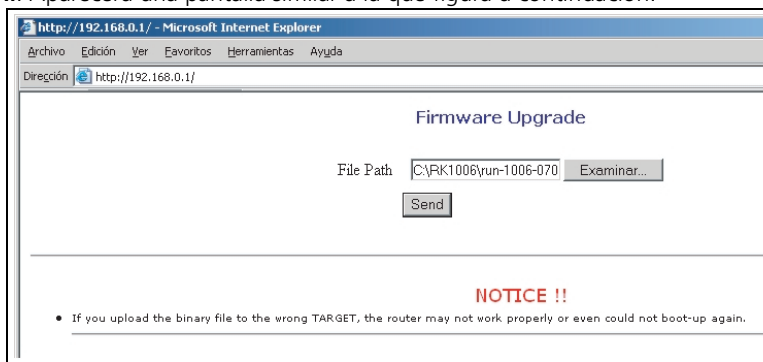 Aparecerá una pantalla similar a la que figura a continuación:
http://192.168.0.1/ - Microsoft Internet Explorer
Archivo Edición Ver Favoritos Herramientas Ayuda
Dirección http://192.168.0.1/
Firmware Upgrade
File Path C:\RK1006\run-1006-070 Examinar...
Send
NOTICE !!
• If you upload the binary file to the wrong TARGET, the router may not work properly or even could not boot-up again.